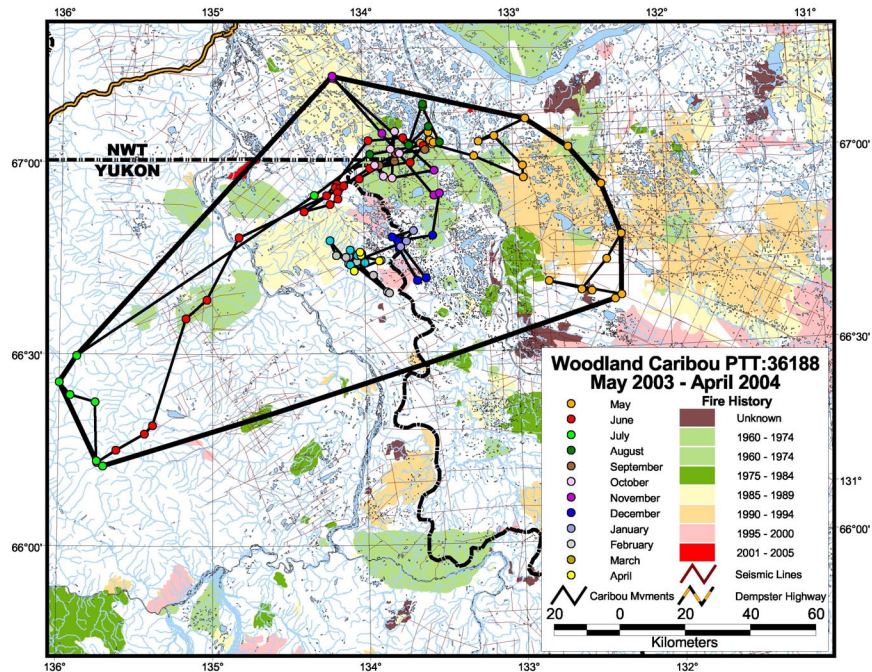 136° 135° 134° 133° 132° 131°
67°00'
NWT
YUKON
67°00'
66°30'
66°30'
131°
66°00'
66°00'
136° 135° 134° 133° 132°
Woodland Caribou PTT:36188
May 2003 - April 2004
Fire History
May
June
July
August
September
October
November
December
January
February
March
April
Unknown
1960 - 1974
1960 - 1974
1975 - 1984
1985 - 1989
1990 - 1994
1995 - 2000
2001 - 2005
Seismic Lines
Caribou Mvments Dempster Highway
20 0 20 40 60
Kilometers